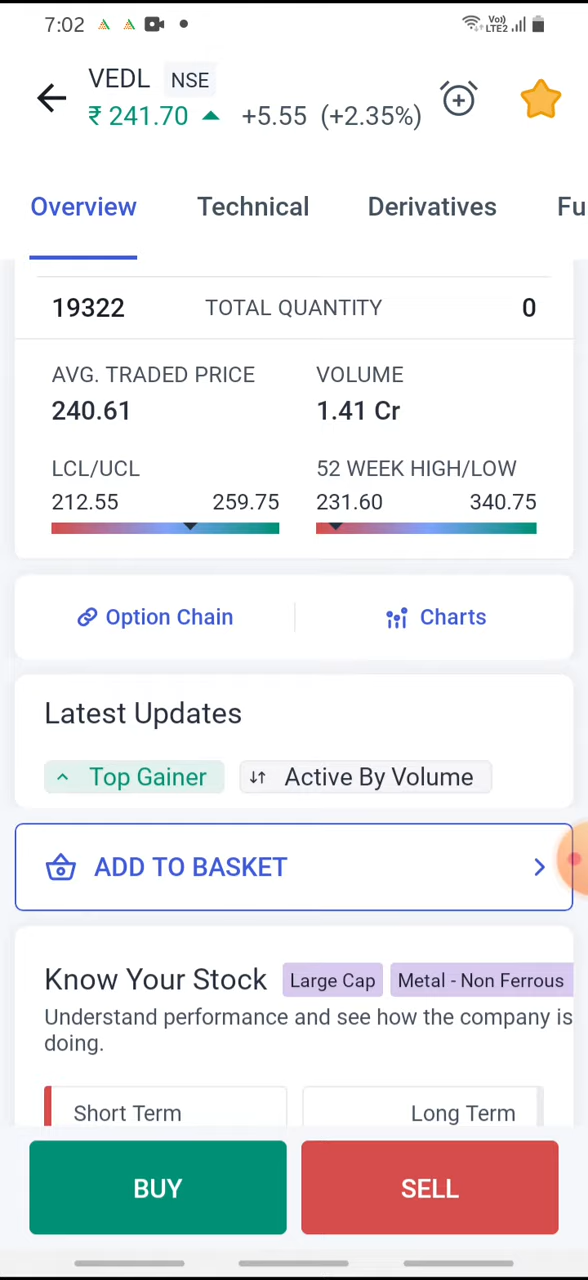 7:02 Vo)) LTE2
VEDL NSE
₹ 241.70 +5.55 (+2.35%)
Overview Technical Derivatives Fu
19322 TOTAL QUANTITY 0
AVG. TRADED PRICE VOLUME
240.61 1.41 Cr
LCL/UCL 52 WEEK HIGH/LOW
212.55 259.75 231.60 340.75
Option Chain Charts
Latest Updates
Top Gainer Active By Volume
ADD TO BASKET
Know Your Stock Large Cap Metal - Non Ferrous
Understand performance and see how the company is
doing.
Short Term Long Term
BUY SELL